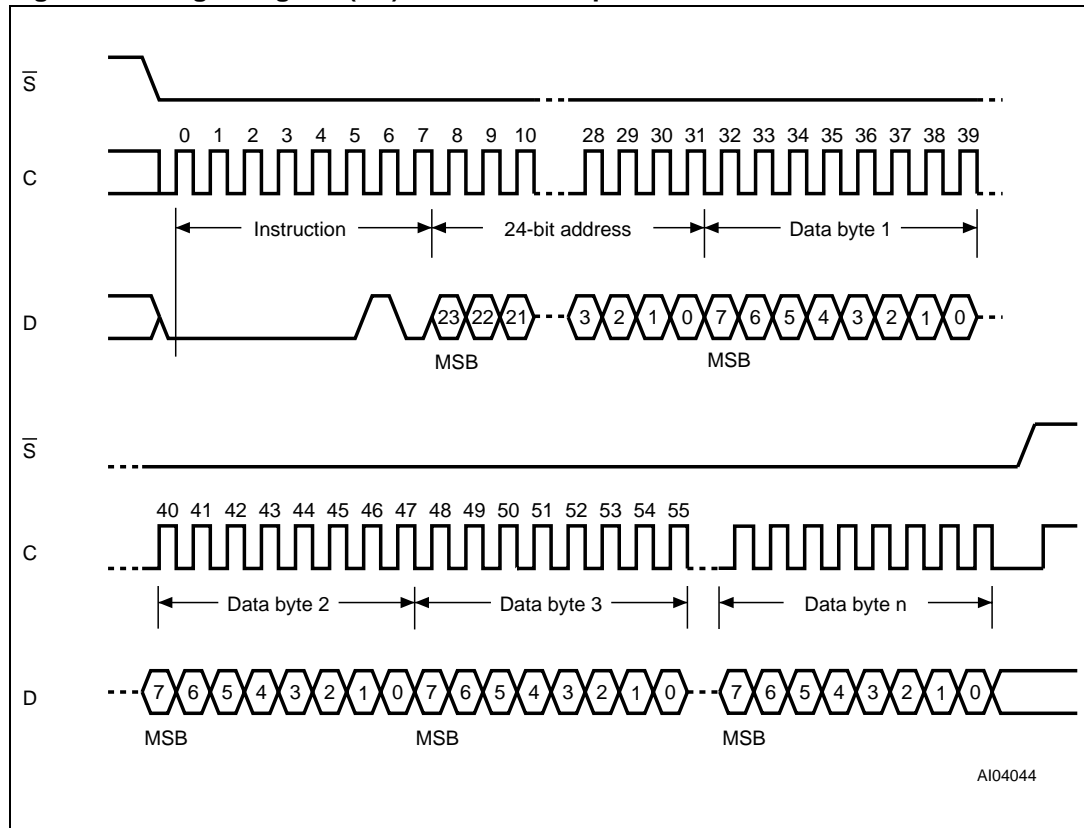 S
0 1 2 3 4 5 6 7 8 9 10 28 29 30 31 32 33 34 35 36 37 38 39
C
Instruction 24-bit address Data byte 1
D 23 22 21 3 2 1 0 7 6 5 4 3 2 1 0
MSB MSB
S
40 41 42 43 44 45 46 47 48 49 50 51 52 53 54 55
C
Data byte 2 Data byte 3 Data byte n
D 7 6 5 4 3 2 1 0 7 6 5 4 3 2 1 0 7 6 5 4 3 2 1 0
MSB MSB MSB
AI04044